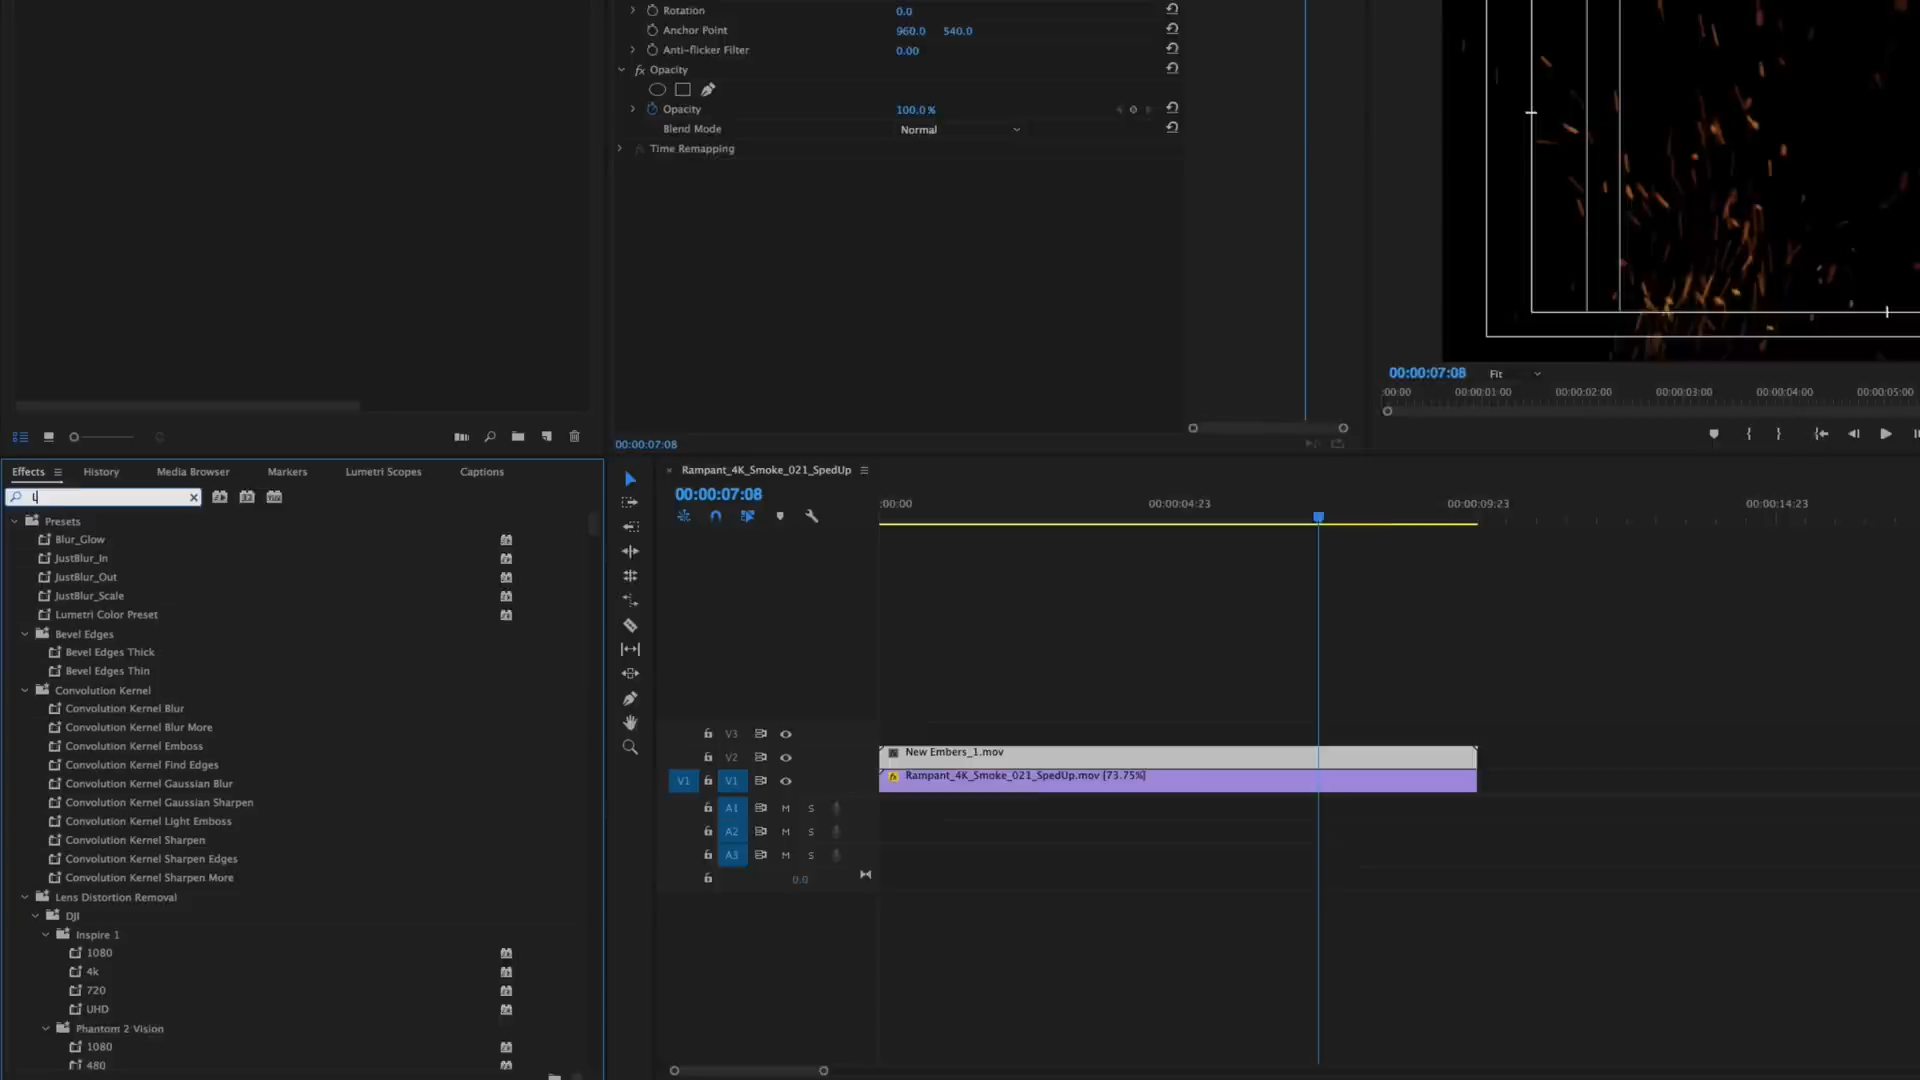 Rotation 0.0
Anchor Point 960.0 540.0
Anti-flicker Filter 0.00
fx Opacity
Opacity 100.0 %
Blend Mode Normal
Time Remapping
00:00:07:08
00:00:07:08 Fit
:00:00 00:00:01:00 00:00:02:00 00:00:03:00 00:00:04:00 00:00:05:00
Effects History Media Browser Markers Lumetri Scopes Captions
L
Presets
Blur_Glow
JustBlur_In
JustBlur_Out
JustBlur_Scale
Lumetri Color Preset
Bevel Edges
Bevel Edges Thick
Bevel Edges Thin
Convolution Kernel
Convolution Kernel Blur
Convolution Kernel Blur More
Convolution Kernel Emboss
Convolution Kernel Find Edges
Convolution Kernel Gaussian Blur
Convolution Kernel Gaussian Sharpen
Convolution Kernel Light Emboss
Convolution Kernel Sharpen
Convolution Kernel Sharpen Edges
Convolution Kernel Sharpen More
Lens Distortion Removal
DJI
Inspire 1
1080
4k
720
UHD
Phantom 2 Vision
1080
480
Rampant_4K_Smoke_021_SpedUp
00:00:07:08
:00:00 00:00:04:23 00:00:09:23 00:00:14:23
V3
V2 New Embers_1.mov
V1 V1 fx Rampant_4K_Smoke_021_SpedUp.mov [73.75%]
A1 M S
A2 M S
A3 M S
0.0